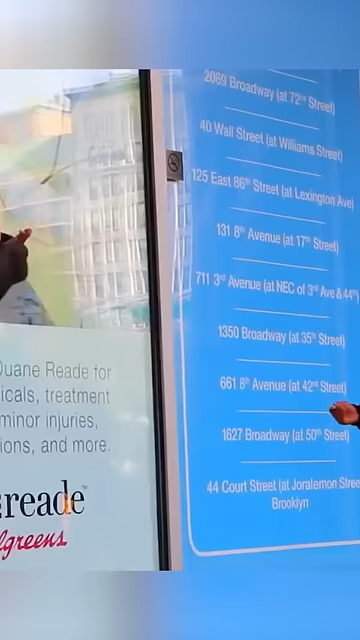 2089 Broadway (at 72nd Street)
40 Wall Street (at Williams Street)
125 East 86th Street (at Lexington Ave)
131 8th Avenue (at 17th Street)
711 3rd Avenue (at NEC of 3rd Ave & 44th)
1350 Broadway (at 35th Street)
661 8th Avenue (at 42nd Street)
1627 Broadway (at 50th Street)
44 Court Street (at Joralemon Stree
Brooklyn
Duane Reade for
icals, treatment
minor injuries,
ions, and more.
reade™
lgreens